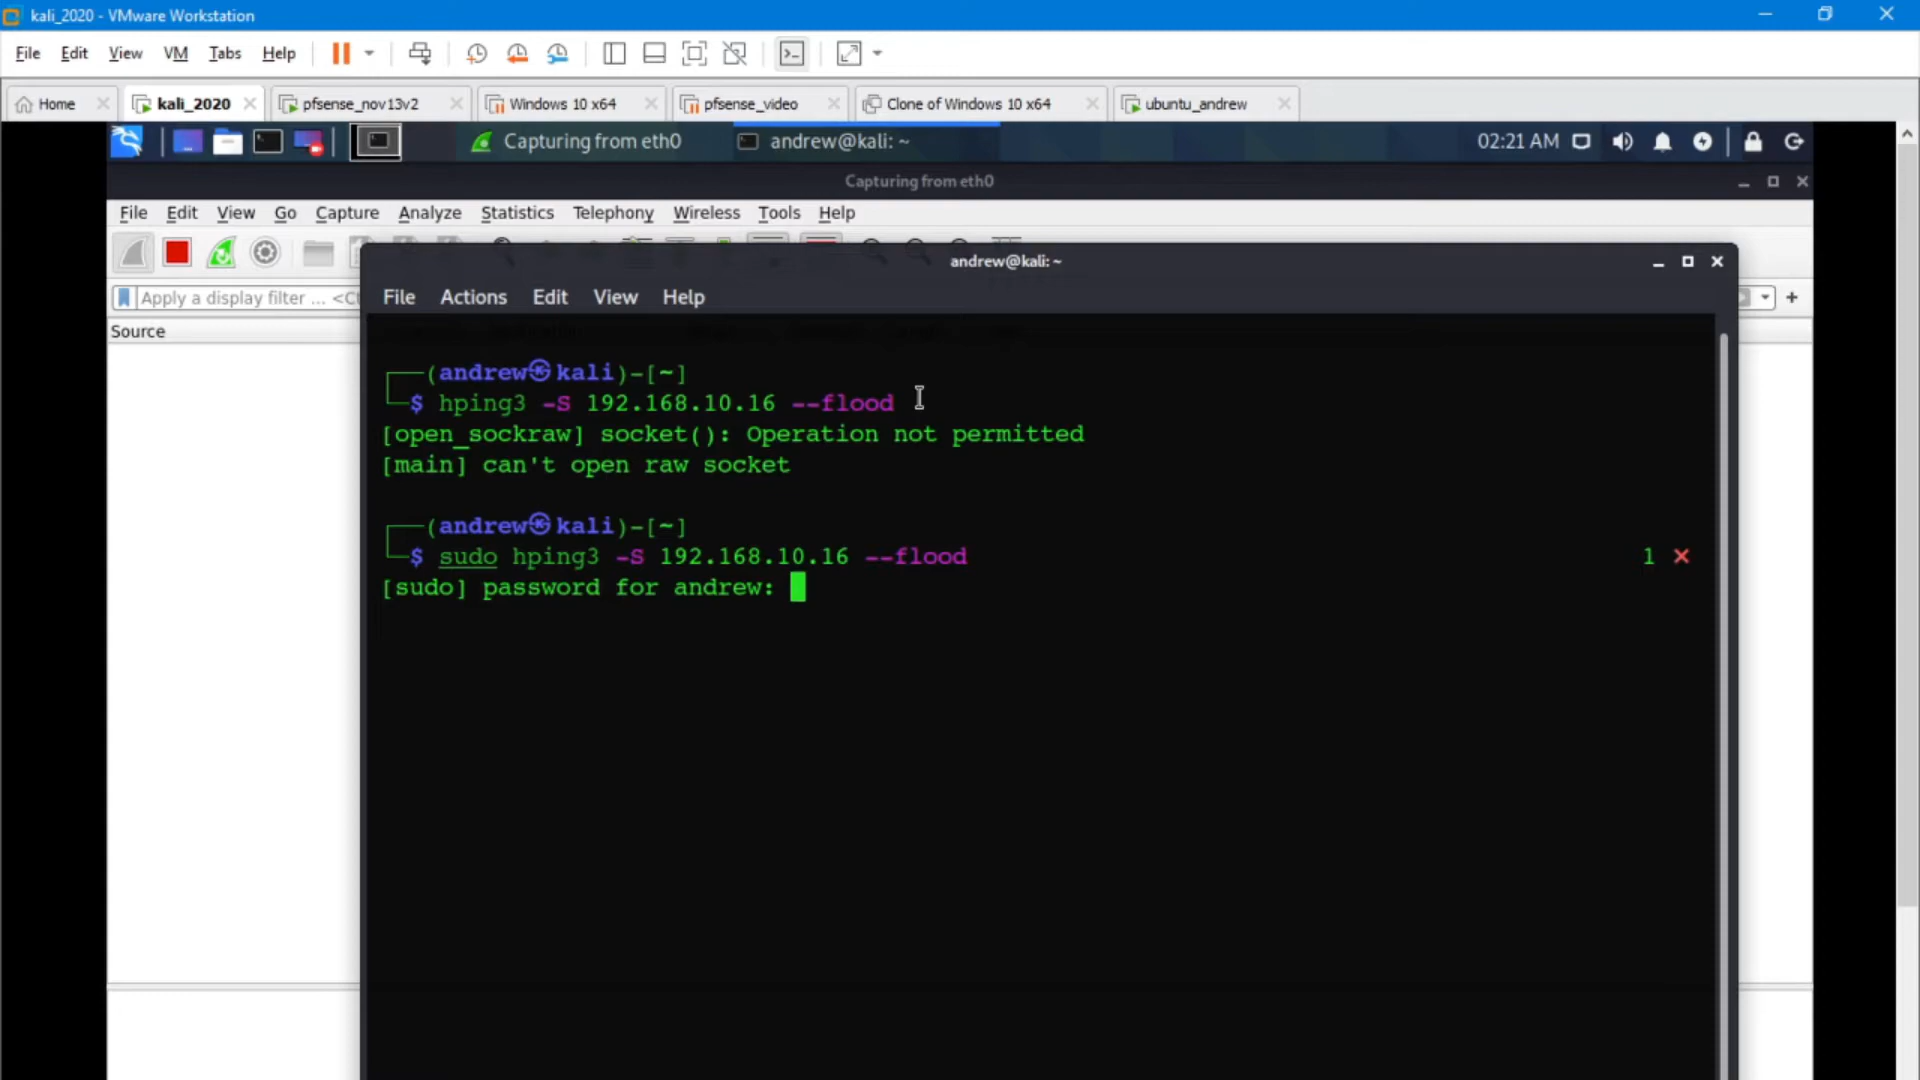 kali_2020 - VMware Workstation
File Edit View VM Tabs Help
Home kali_2020 pfsense_nov13v2 Windows 10 x64 pfsense_video Clone of Windows 10 x64 ubuntu_andrew
Capturing from eth0 andrew@kali: ~ 02:21 AM
Capturing from eth0
File Edit View Go Capture Analyze Statistics Telephony Wireless Tools Help
andrew@kali: ~
Apply a display filter ... <Ct
File Actions Edit View Help
Source
(andrew㉿kali)-[~]
$ hping3 -S 192.168.10.16 --flood
[open_sockraw] socket(): Operation not permitted
[main] can't open raw socket
(andrew㉿kali)-[~]
$ sudo hping3 -S 192.168.10.16 --flood 1 ✕
[sudo] password for andrew: